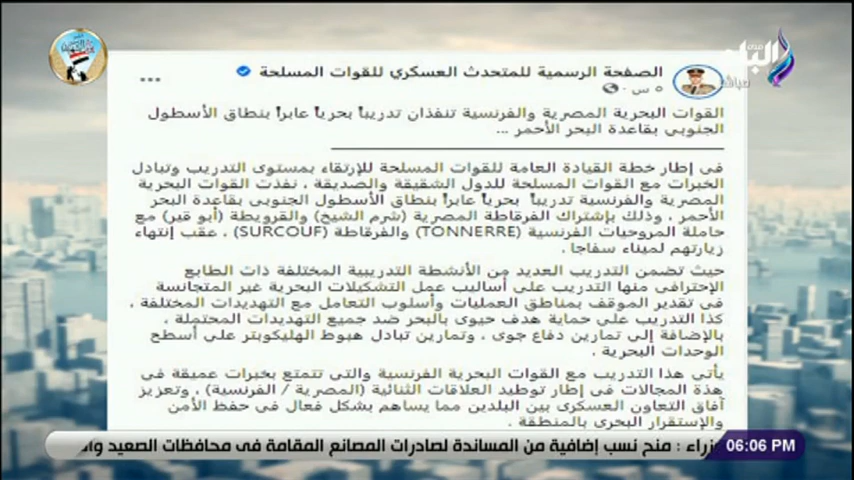 صدى
البلد
مباشر
الصفحة الرسمية للمتحدث العسكري للقوات المسلحة
٥ س ·
القوات البحرية المصرية والفرنسية تنفذان تدريباً بحرياً عابراً بنطاق الأسطول
الجنوبى بقاعدة البحر الأحمر ...
فى إطار خطة القيادة العامة للقوات المسلحة للإرتقاء بمستوى التدريب وتبادل
الخبرات مع القوات المسلحة للدول الشقيقة والصديقة ، نفذت القوات البحرية
المصرية والفرنسية تدريباً بحرياً عابراً بنطاق الأسطول الجنوبى بقاعدة البحر
الأحمر ، وذلك بإشتراك الفرقاطة المصرية (شرم الشيخ) والقرويطة (أبو قير) مع
حاملة المروحيات الفرنسية (TONNERRE) والفرقاطة (SURCOUF) ، عقب إنتهاء
زيارتهم لميناء سفاجا .
حيث تضمن التدريب العديد من الأنشطة التدريبية المختلفة ذات الطابع
الإحترافى منها التدريب على أساليب عمل التشكيلات البحرية غير المتجانسة
فى تقدير الموقف بمناطق العمليات وأسلوب التعامل مع التهديدات المختلفة ،
كذا التدريب على حماية هدف حيوى بالبحر ضد جميع التهديدات المحتملة ،
بالإضافة إلى تمارين دفاع جوى ، وتمارين تبادل هبوط الهليكوبتر على أسطح
الوحدات البحرية .
يأتى هذا التدريب مع القوات البحرية الفرنسية والتى تتمتع بخبرات عميقة فى
هذة المجالات فى إطار توطيد العلاقات الثنائية (المصرية / الفرنسية) ، وتعزيز
آفاق التعاون العسكرى بين البلدين مما يساهم بشكل فعال فى حفظ الأمن
والإستقرار البحرى بالمنطقة .
06:06 PM
زراء : منح نسب إضافية من المساندة لصادرات المصانع المقامة فى محافظات الصعيد وال